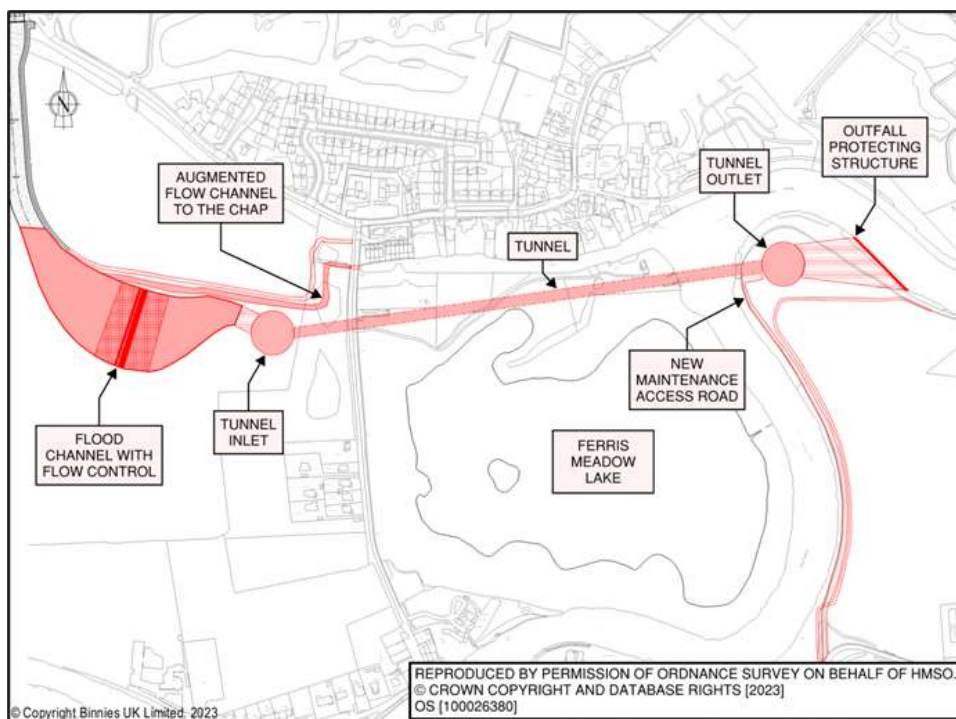 N
OUTFALL
PROTECTING
STRUCTURE
TUNNEL
OUTLET
AUGMENTED
FLOW CHANNEL
TO THE CHAP
TUNNEL
NEW
MAINTENANCE
ACCESS ROAD
TUNNEL
INLET
FLOOD
CHANNEL WITH
FLOW CONTROL
FERRIS
MEADOW
LAKE
REPRODUCED BY PERMISSION OF ORDNANCE SURVEY ON BEHALF OF HMSO.
© CROWN COPYRIGHT AND DATABASE RIGHTS [2023]
OS [100026380]
© Copyright Binnies UK Limited. 2023